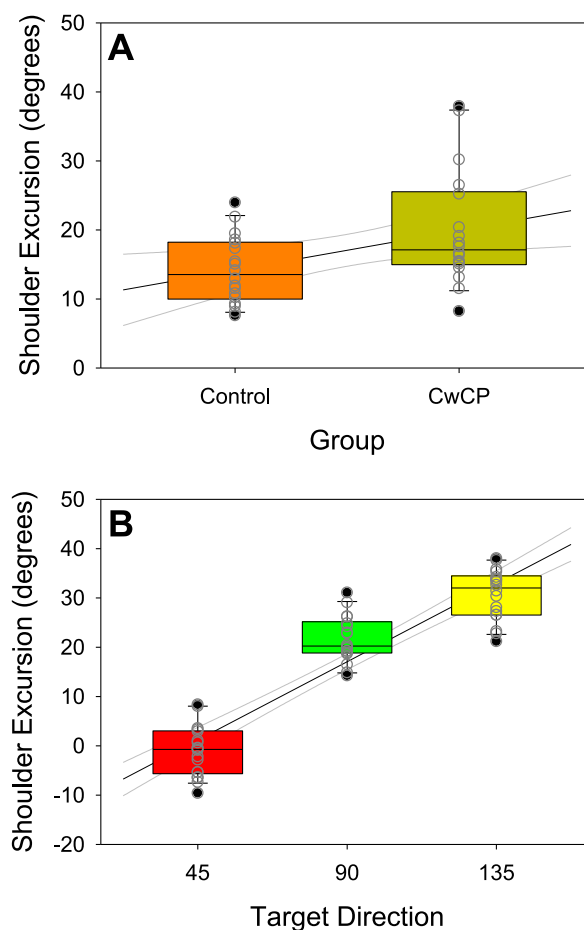 A
Shoulder Excursion (degrees)
50
40
30
20
10
0
Control CwCP
Group
B
Shoulder Excursion (degrees)
50
40
30
20
10
0
-10
-20
45 90 135
Target Direction